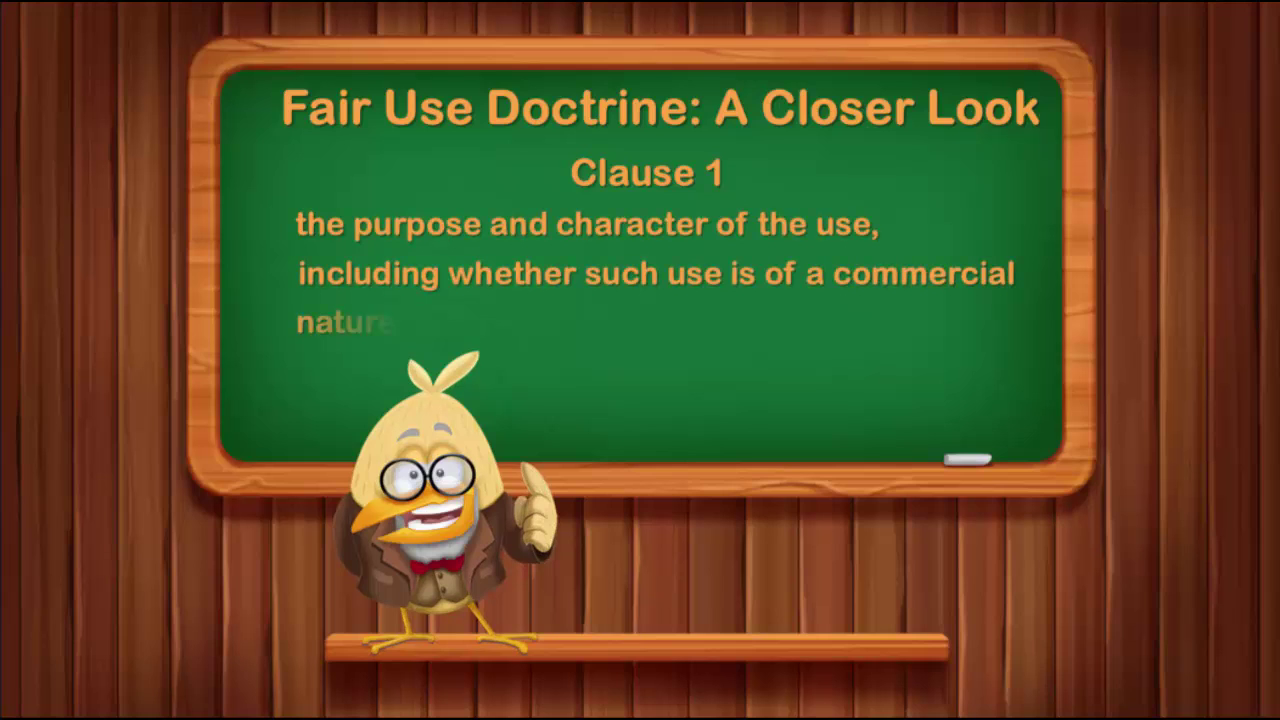 Fair Use Doctrine: A Closer Look
Clause 1
the purpose and character of the use,
including whether such use is of a commercial
nature